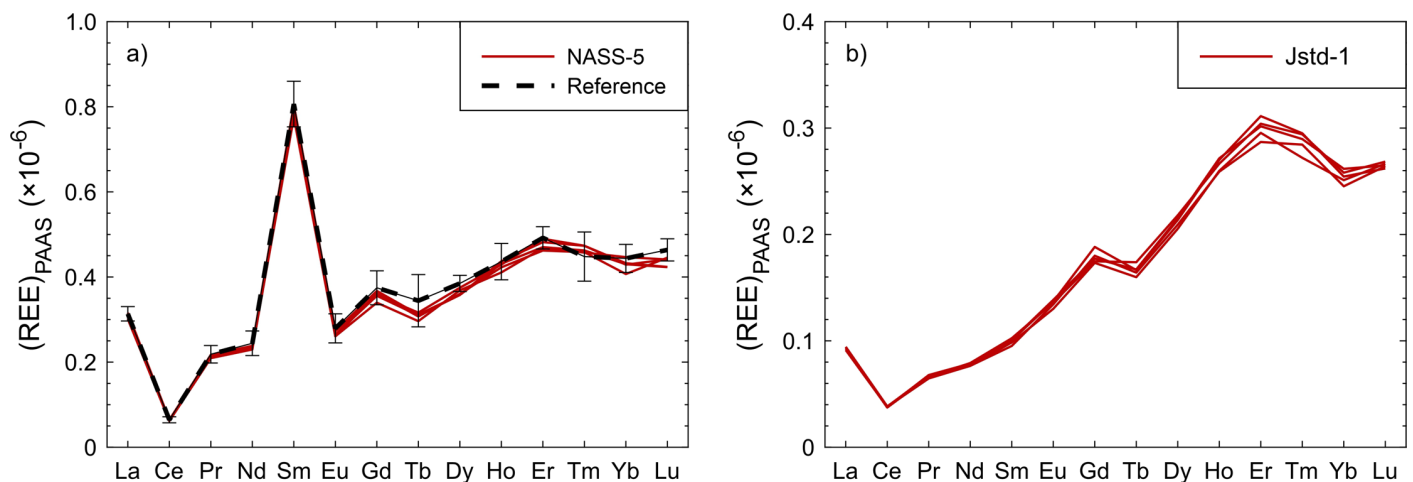 a)
NASS-5
Reference
(REE)PAAS (×10-6)
1.0
0.8
0.6
0.4
0.2
0
La Ce Pr Nd Sm Eu Gd Tb Dy Ho Er Tm Yb Lu
b)
Jstd-1
(REE)PAAS (×10-6)
0.4
0.3
0.2
0.1
0
La Ce Pr Nd Sm Eu Gd Tb Dy Ho Er Tm Yb Lu